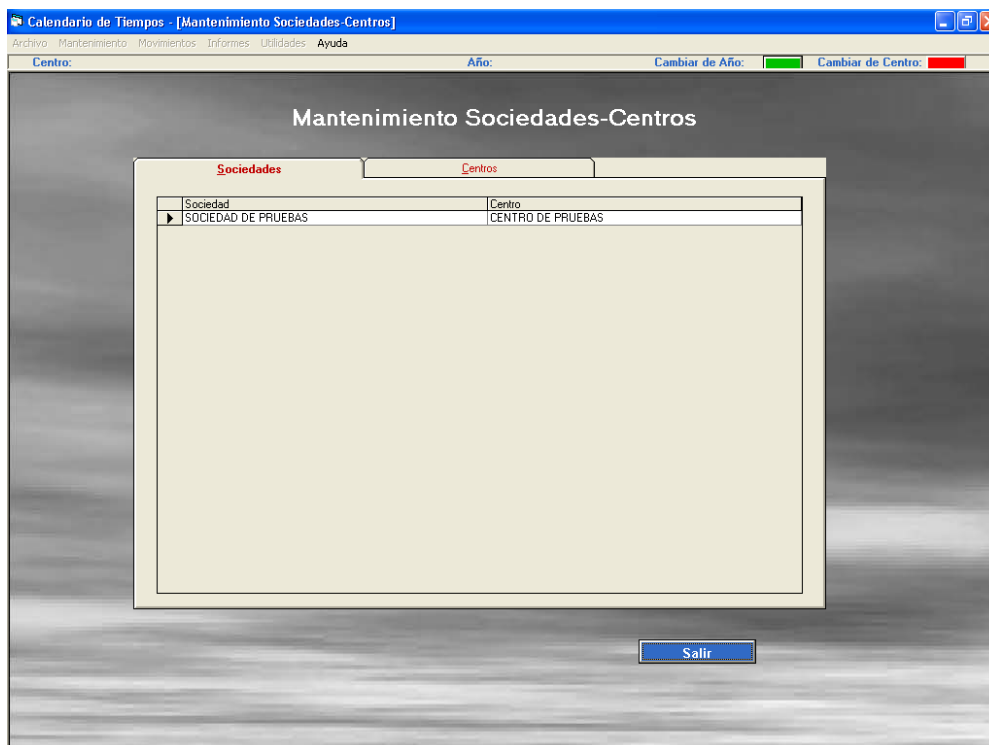 Calendario de Tiempos - [Mantenimiento Sociedades-Centros]
Archivo Mantenimiento Movimientos Informes Utilidades Ayuda
Centro: Año: Cambiar de Año: Cambiar de Centro:
Mantenimiento Sociedades-Centros
Sociedades Centros
Sociedad Centro
SOCIEDAD DE PRUEBAS CENTRO DE PRUEBAS
Salir